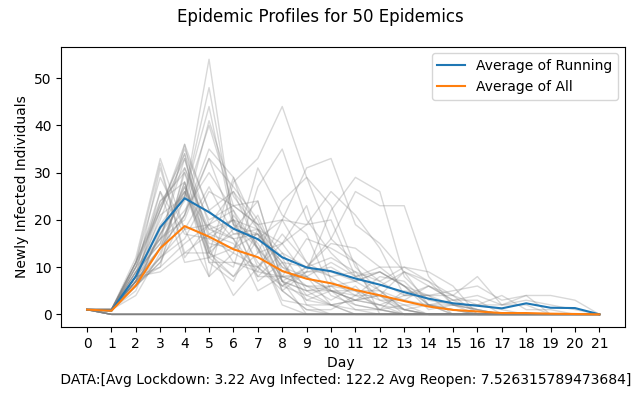 Epidemic Profiles for 50 Epidemics
Average of Running
Average of All
Newly Infected Individuals
50
40
30
20
10
0
0 1 2 3 4 5 6 7 8 9 10 11 12 13 14 15 16 17 18 19 20 21
Day
DATA:[Avg Lockdown: 3.22 Avg Infected: 122.2 Avg Reopen: 7.526315789473684]